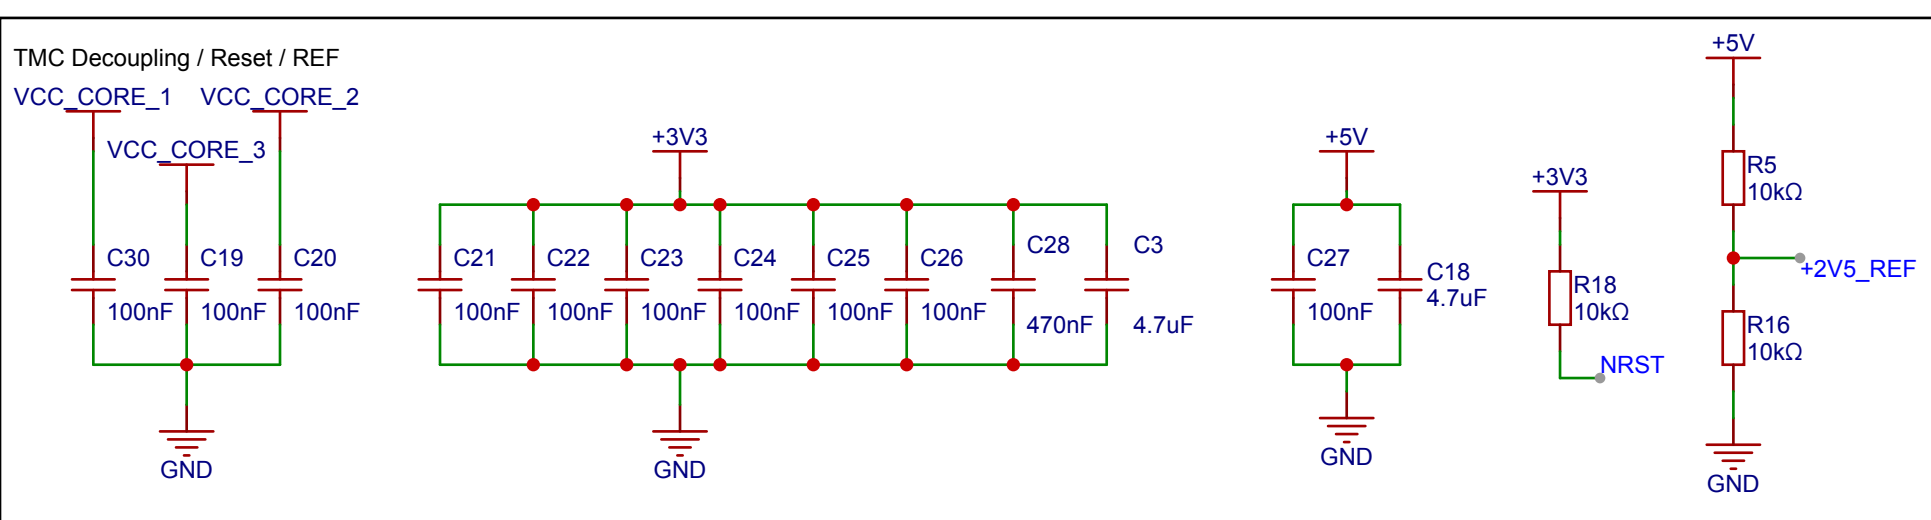 TMC Decoupling / Reset / REF
VCC_CORE_1
VCC_CORE_2
VCC_CORE_3
C30
100nF
C19
100nF
C20
100nF
GND
+3V3
C21
100nF
C22
100nF
C23
100nF
C24
100nF
C25
100nF
C26
100nF
C28
470nF
C3
4.7uF
GND
+5V
C27
100nF
C18
4.7uF
GND
+3V3
R18
10kΩ
NRST
+5V
R5
10kΩ
+2V5_REF
R16
10kΩ
GND